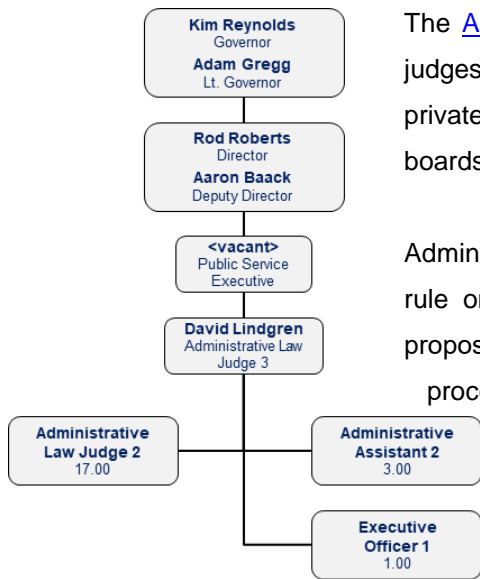 Kim Reynolds
Governor
Adam Gregg
Lt. Governor
Rod Roberts
Director
Aaron Baack
Deputy Director
<vacant>
Public Service
Executive
David Lindgren
Administrative Law
Judge 3
Administrative
Law Judge 2
17.00
Administrative
Assistant 2
3.00
Executive
Officer 1
1.00
The A
judges
private
boards
Admin
rule or
propos
proc